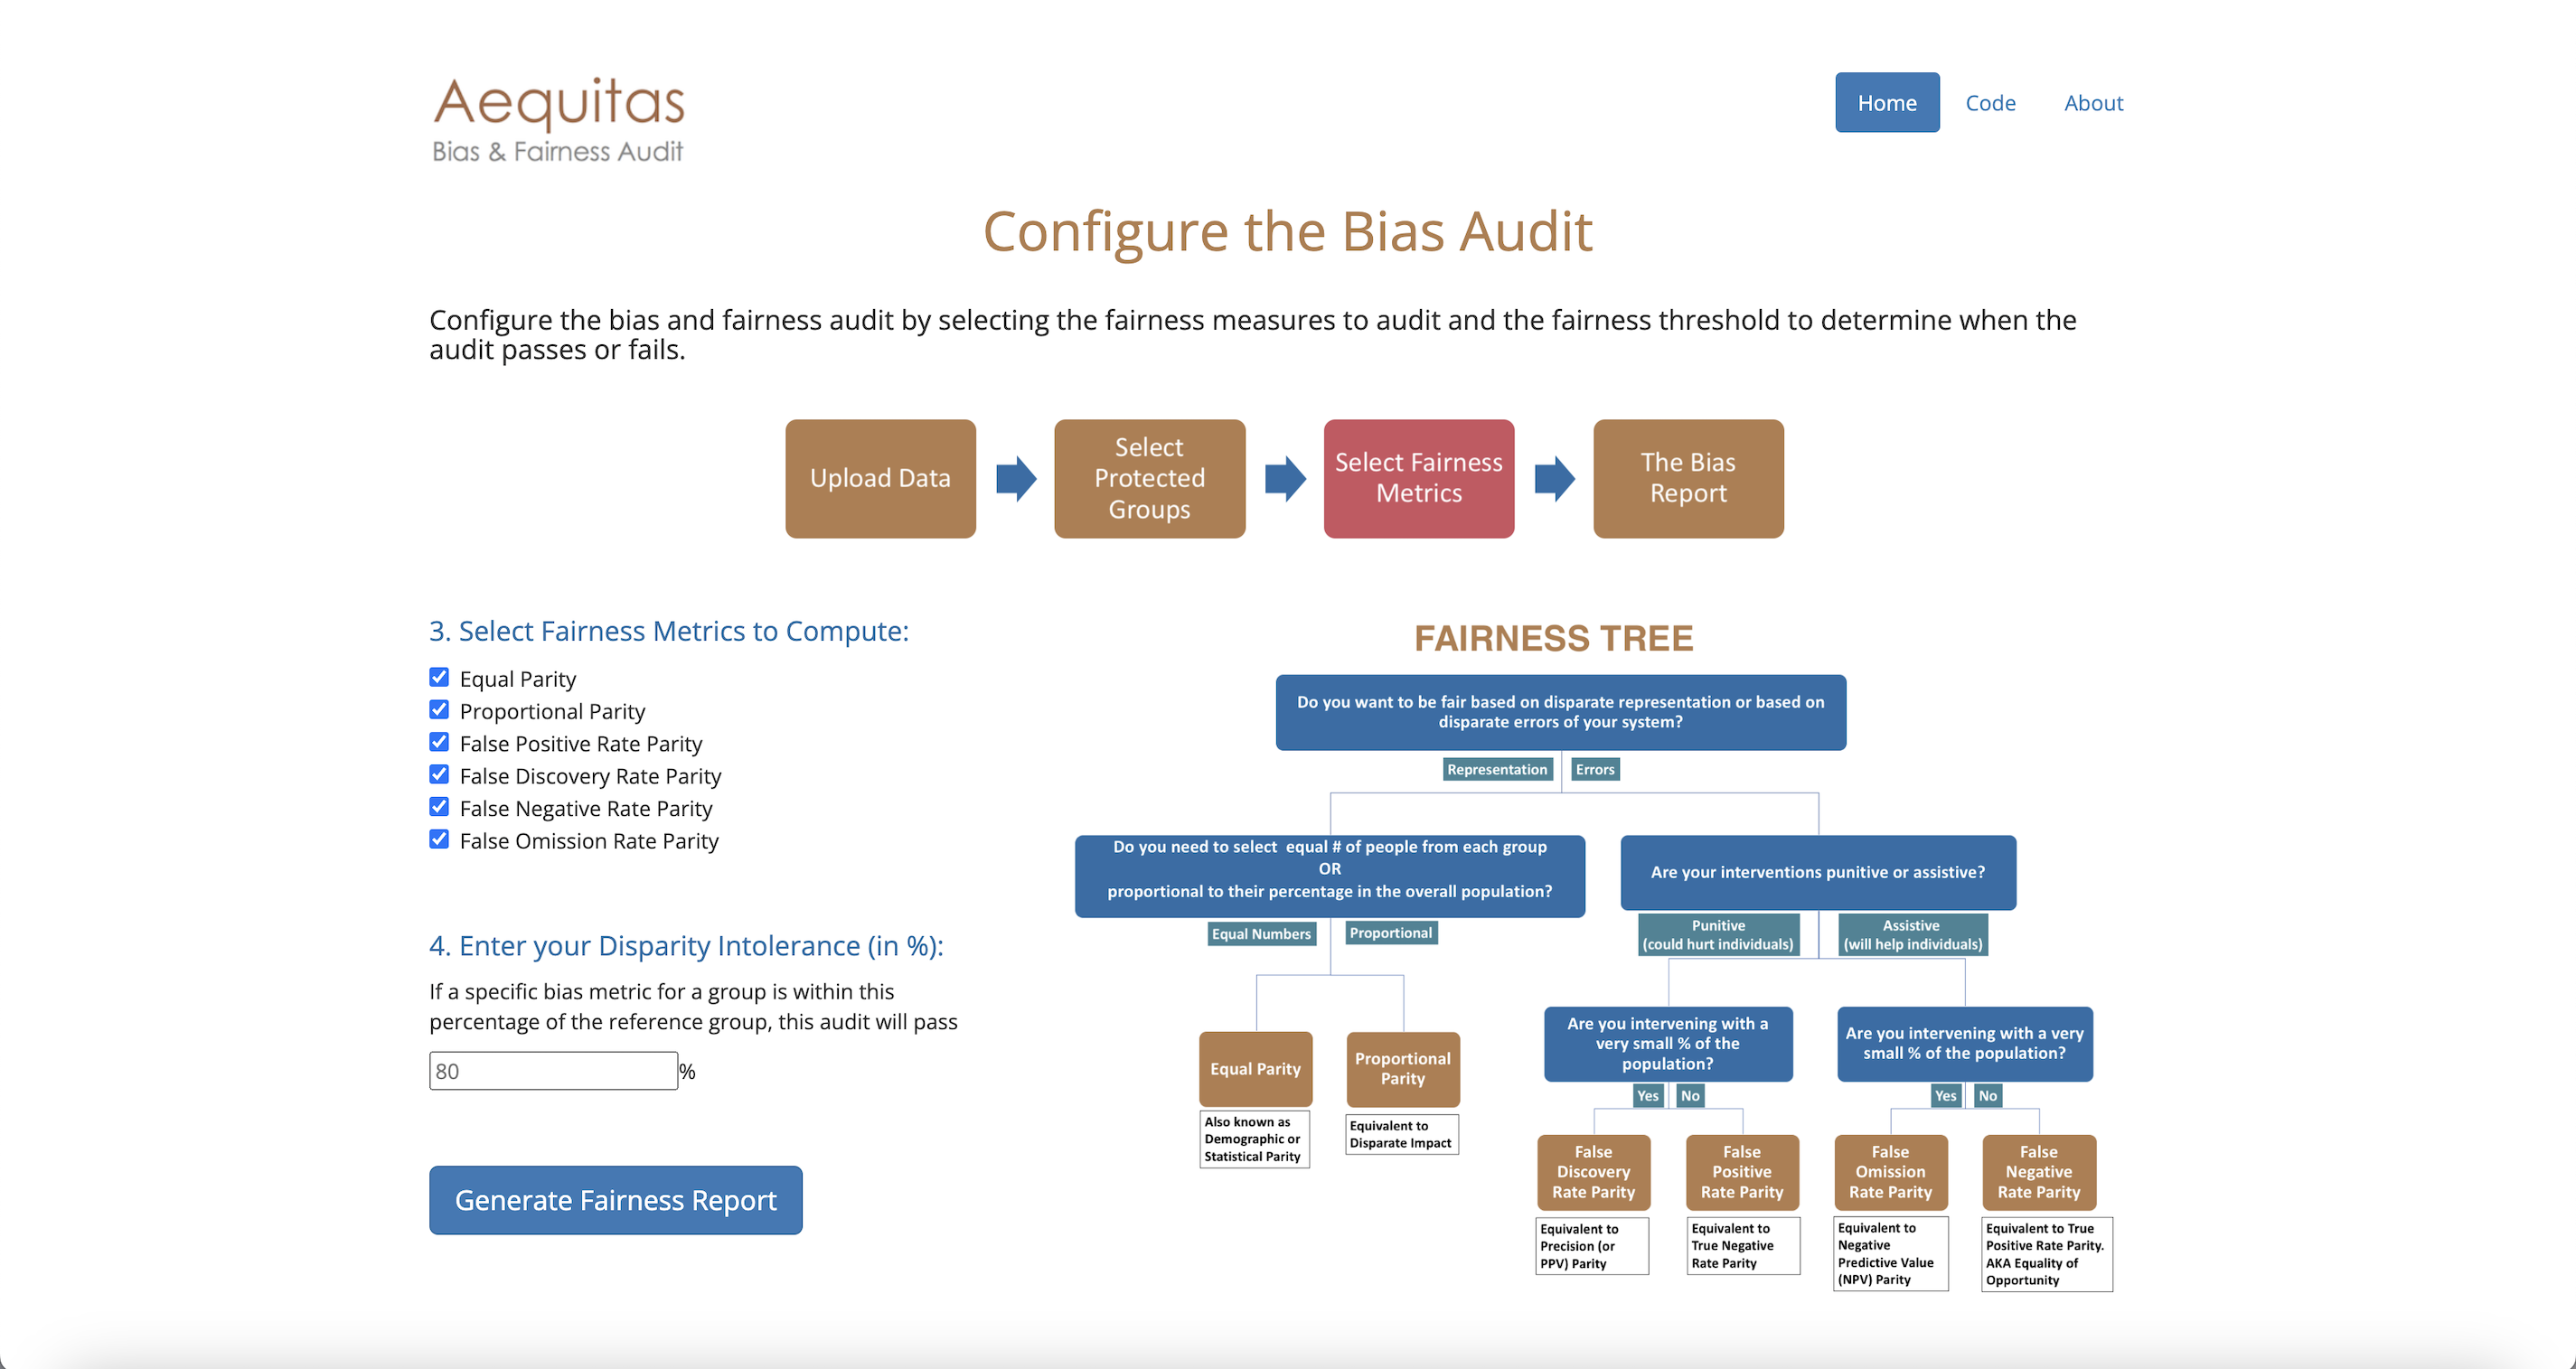 Aequitas
Bias & Fairness Audit
Home
Code
About
Configure the Bias Audit
Configure the bias and fairness audit by selecting the fairness measures to audit and the fairness threshold to determine when the
audit passes or fails.
Upload Data
Select
Protected
Groups
Select Fairness
Metrics
The Bias
Report
3. Select Fairness Metrics to Compute:
Equal Parity
Proportional Parity
False Positive Rate Parity
False Discovery Rate Parity
False Negative Rate Parity
False Omission Rate Parity
4. Enter your Disparity Intolerance (in %):
If a specific bias metric for a group is within this
percentage of the reference group, this audit will pass
80 %
Generate Fairness Report
FAIRNESS TREE
Do you want to be fair based on disparate representation or based on
disparate errors of your system?
Representation
Errors
Do you need to select equal # of people from each group
OR
proportional to their percentage in the overall population?
Equal Numbers
Proportional
Are your interventions punitive or assistive?
Punitive
(could hurt individuals)
Assistive
(will help individuals)
Equal Parity
Also known as
Demographic or
Statistical Parity
Proportional
Parity
Equivalent to
Disparate Impact
Are you intervening with a
very small % of the
population?
Yes
No
Are you intervening with a very
small % of the population?
Yes
No
False
Discovery
Rate Parity
Equivalent to
Precision (or
PPV) Parity
False
Positive
Rate Parity
Equivalent to
True Negative
Rate Parity
False
Omission
Rate Parity
Equivalent to
Negative
Predictive Value
(NPV) Parity
False
Negative
Rate Parity
Equivalent to True
Positive Rate Parity.
AKA Equality of
Opportunity